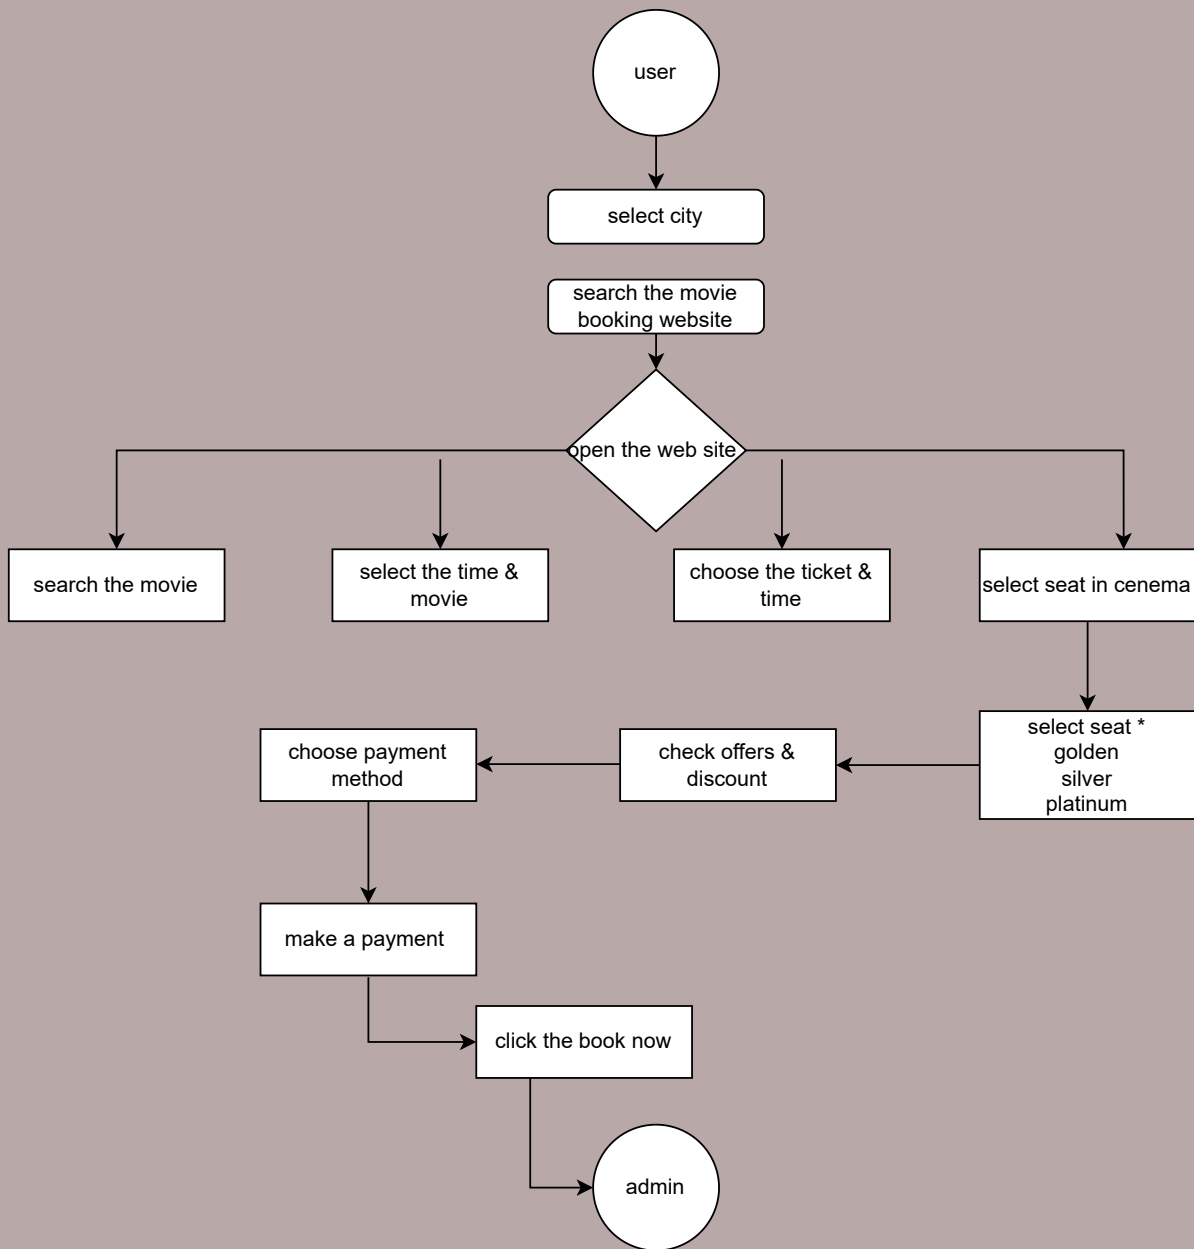 user
select city
search the movie
booking website
open the web site
search the movie
select the time &
movie
choose the ticket &
time
select seat in cenema
choose payment
method
check offers &
discount
select seat *
golden
silver
platinum
make a payment
click the book now
admin